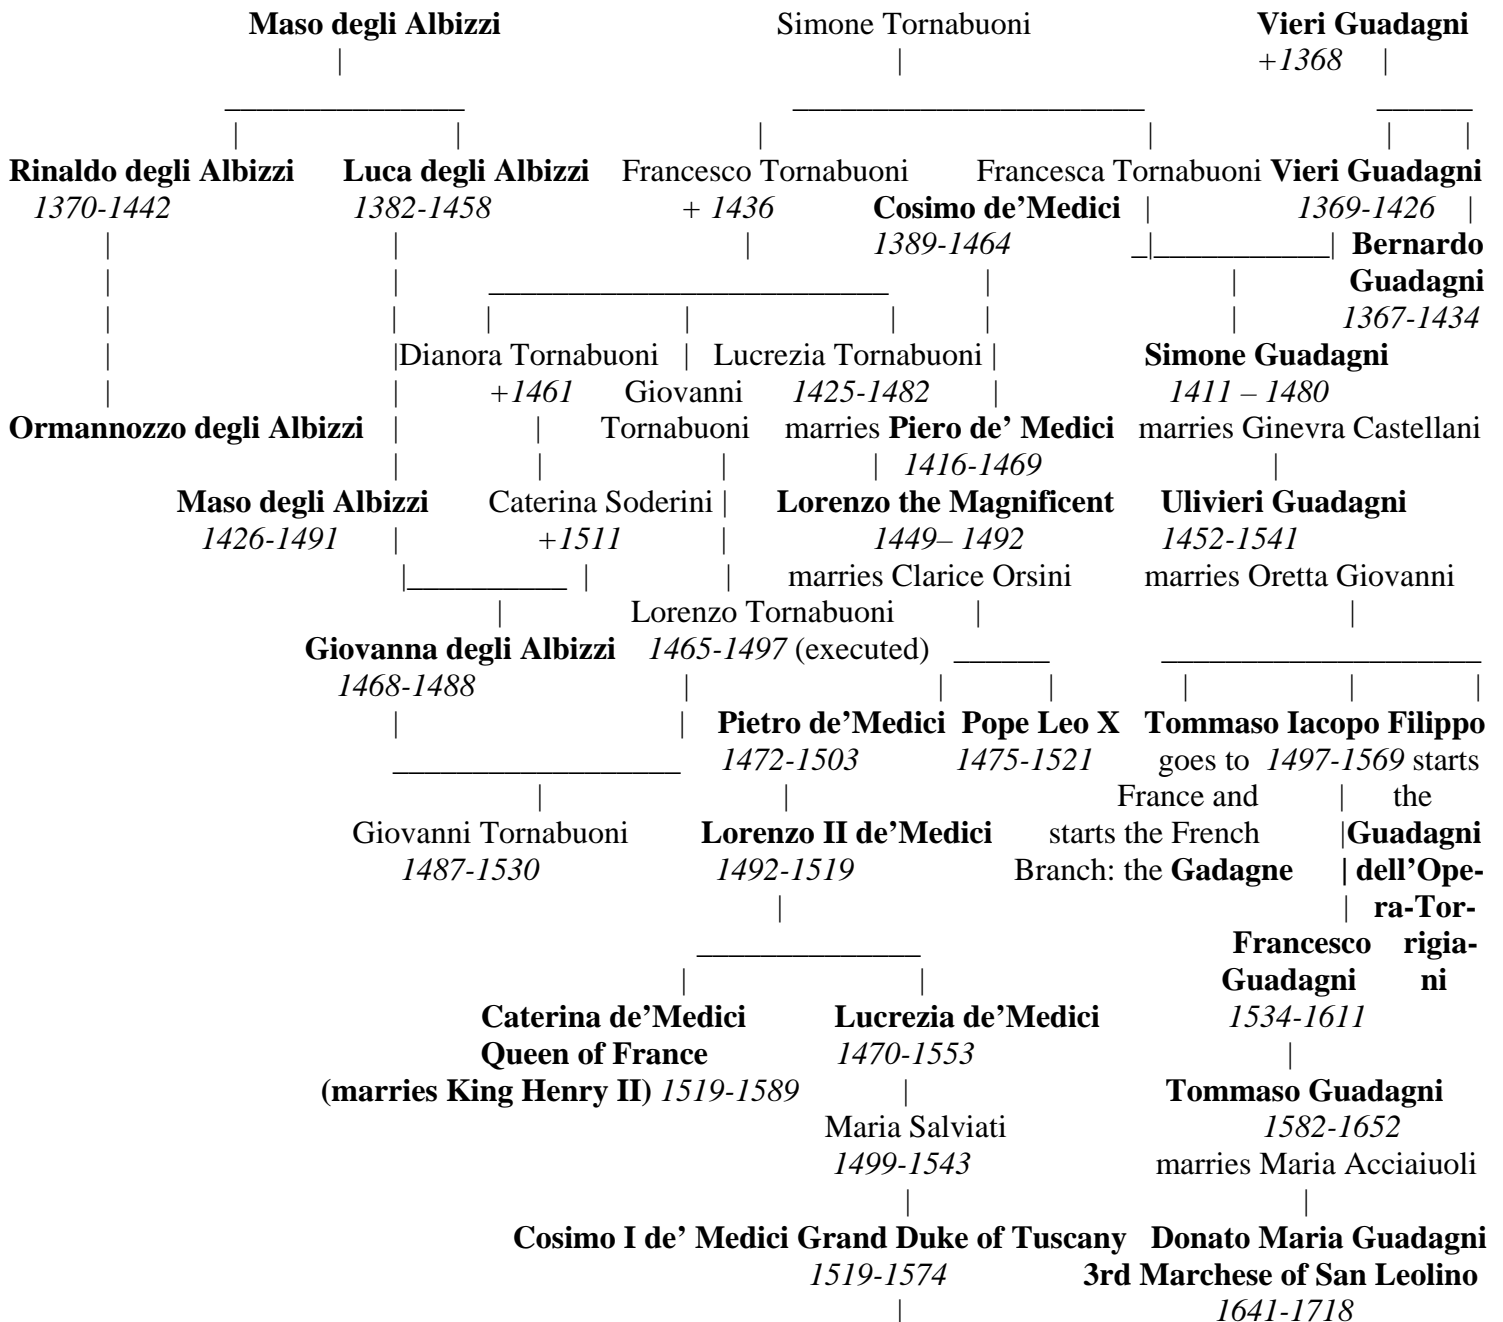 Maso degli Albizzi Simone Tornabuoni Vieri Guadagni
+1368
Rinaldo degli Albizzi Luca degli Albizzi Francesco Tornabuoni Francesca Tornabuoni Vieri Guadagni
1370-1442 1382-1458 + 1436 Cosimo de'Medici 1369-1426
1389-1464 Bernardo
Guadagni
1367-1434
Dianora Tornabuoni Lucrezia Tornabuoni Simone Guadagni
+1461 Giovanni 1425-1482 1411 – 1480
Ormannozzo degli Albizzi Tornabuoni marries Piero de' Medici marries Ginevra Castellani
1416-1469
Maso degli Albizzi Caterina Soderini Lorenzo the Magnificent Ulivieri Guadagni
1426-1491 +1511 1449– 1492 1452-1541
marries Clarice Orsini marries Oretta Giovanni
Lorenzo Tornabuoni
Giovanna degli Albizzi 1465-1497 (executed)
1468-1488
Pietro de'Medici Pope Leo X Tommaso Iacopo Filippo
1472-1503 1475-1521 goes to 1497-1569 starts
France and the
Giovanni Tornabuoni Lorenzo II de'Medici starts the French Guadagni
1487-1530 1492-1519 Branch: the Gadagne dell'Ope-
ra-Tor-
Francesco rigia-
Guadagni ni
Caterina de'Medici Lucrezia de'Medici 1534-1611
Queen of France 1470-1553
(marries King Henry II) 1519-1589 Tommaso Guadagni
Maria Salviati 1582-1652
1499-1543 marries Maria Acciaiuoli
Cosimo I de' Medici Grand Duke of Tuscany Donato Maria Guadagni
1519-1574 3rd Marchese of San Leolino
1641-1718